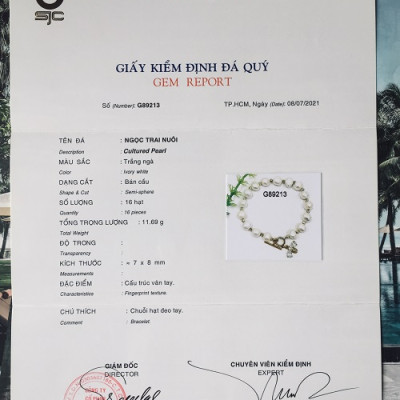 sjc
GIẤY KIỂM ĐỊNH ĐÁ QUÝ
GEM REPORT
Số (Number): G89213 TP.HCM, Ngày (Date): 08/07/2021
TÊN ĐÁ : NGỌC TRAI NUÔI
Description Cultured Pearl
MÀU SẮC : Trắng ngà
Color - Ivory white
DẠNG CẮT : Bán cầu
Shape & Cut - Semi-sphere
SỐ LƯỢNG : 16 hạt
Quantity - 16 pieces
TỔNG TRỌNG LƯỢNG : 11.69 g
Total Weight
ĐỘ TRONG :
Transparency
KÍCH THƯỚC : ≈ 7 x 8 mm
Measurements :
ĐẶC ĐIỂM : Cấu trúc vân tay.
Characteristics : Fingerprint texture.
CHÚ THÍCH : Chuỗi hạt đeo tay.
Comment : Bracelet.
G89213
GIÁM ĐỐC
DIRECTOR
CHUYÊN VIÊN KIỂM ĐỊNH
EXPERT
CÔNG TY